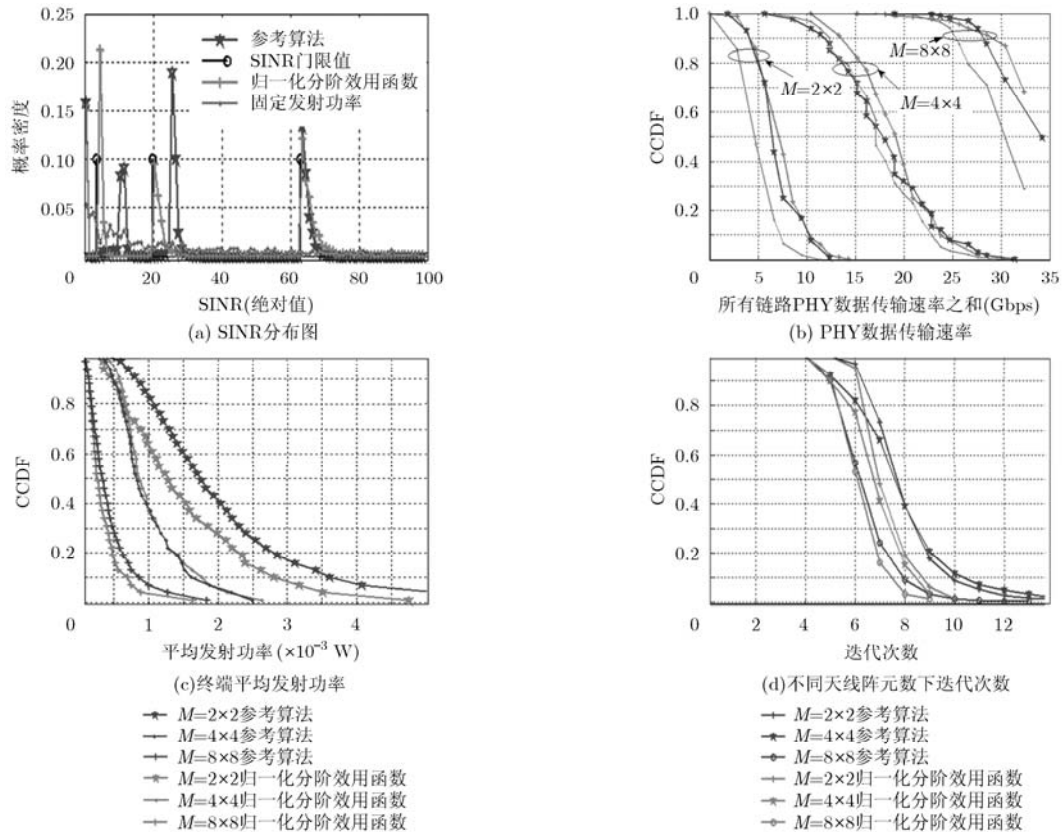 0.25
0.20
0.15
0.10
0.05
概率密度
参考算法
SINR门限值
归一化分阶效用函数
固定发射功率
0 20 40 60 80 100
SINR(绝对值)
(a) SINR分布图
1.0
0.8
0.6
0.4
0.2
CCDF
M=8×8
M=2×2
M=4×4
0 5 10 15 20 25 30 35
所有链路PHY数据传输速率之和(Gbps)
(b) PHY数据传输速率
0.8
0.6
0.4
0.2
CCDF
0 1 2 3 4
平均发射功率(×10⁻³ W)
(c)终端平均发射功率
M=2×2参考算法
M=4×4参考算法
M=8×8参考算法
M=2×2归一化分阶效用函数
M=4×4归一化分阶效用函数
M=8×8归一化分阶效用函数
0.8
0.6
0.4
0.2
CCDF
0 2 4 6 8 10 12
迭代次数
(d)不同天线阵元数下迭代次数
M=2×2参考算法
M=4×4参考算法
M=8×8参考算法
M=2×2归一化分阶效用函数
M=4×4归一化分阶效用函数
M=8×8归一化分阶效用函数